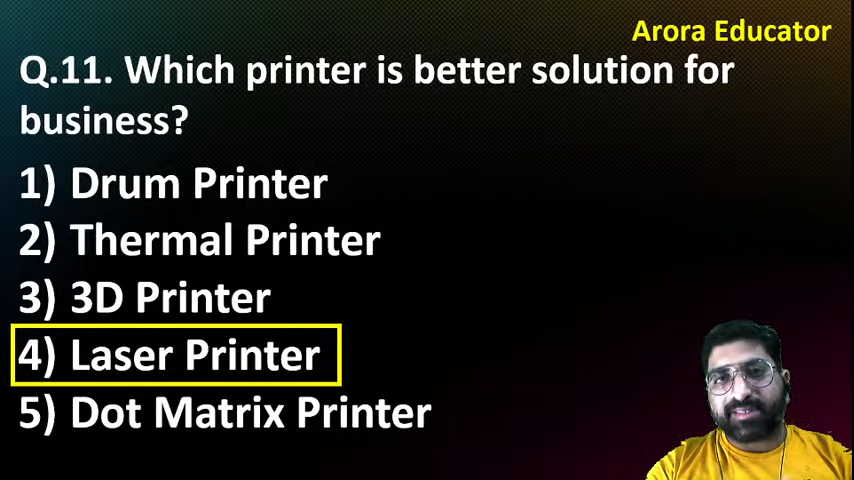 Arora Educator
Q.11. Which printer is better solution for
business?
1) Drum Printer
2) Thermal Printer
3) 3D Printer
4) Laser Printer
5) Dot Matrix Printer